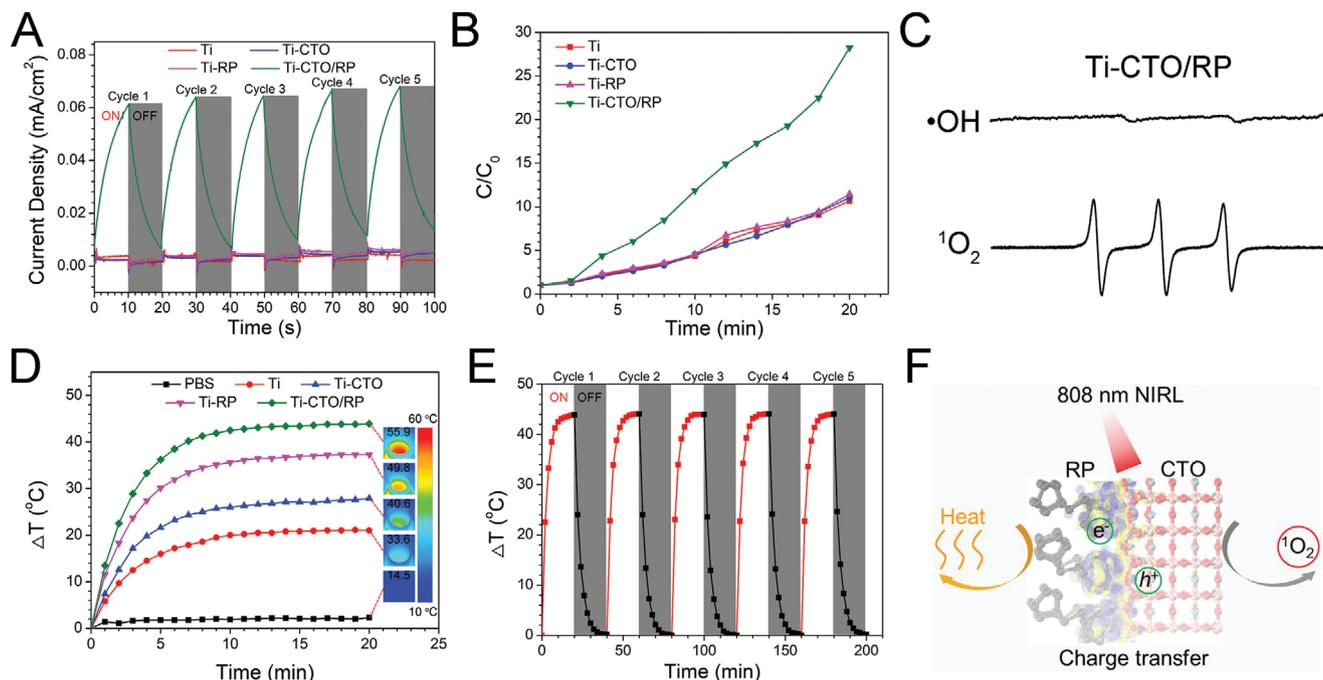 A
Current Density (mA/cm²)
0.08
0.06
0.04
0.02
0.00
Ti
Ti-CTO
Ti-RP
Ti-CTO/RP
Cycle 1
Cycle 2
Cycle 3
Cycle 4
Cycle 5
ON
OFF
0 10 20 30 40 50 60 70 80 90 100
Time (s)
B
C/C₀
30
25
20
15
10
5
0
Ti
Ti-CTO
Ti-RP
Ti-CTO/RP
0 5 10 15 20
Time (min)
C
Ti-CTO/RP
•OH
¹O₂
D
△T (°C)
50
40
30
20
10
0
PBS
Ti
Ti-CTO
Ti-RP
Ti-CTO/RP
60 °C
55.9
49.8
40.6
33.6
14.5
10 °C
0 5 10 15 20 25
Time (min)
E
△T (°C)
50
40
30
20
10
0
Cycle 1
Cycle 2
Cycle 3
Cycle 4
Cycle 5
ON
OFF
0 50 100 150 200
Time (min)
F
808 nm NIRL
RP
CTO
Heat
e⁻
h⁺
¹O₂
Charge transfer